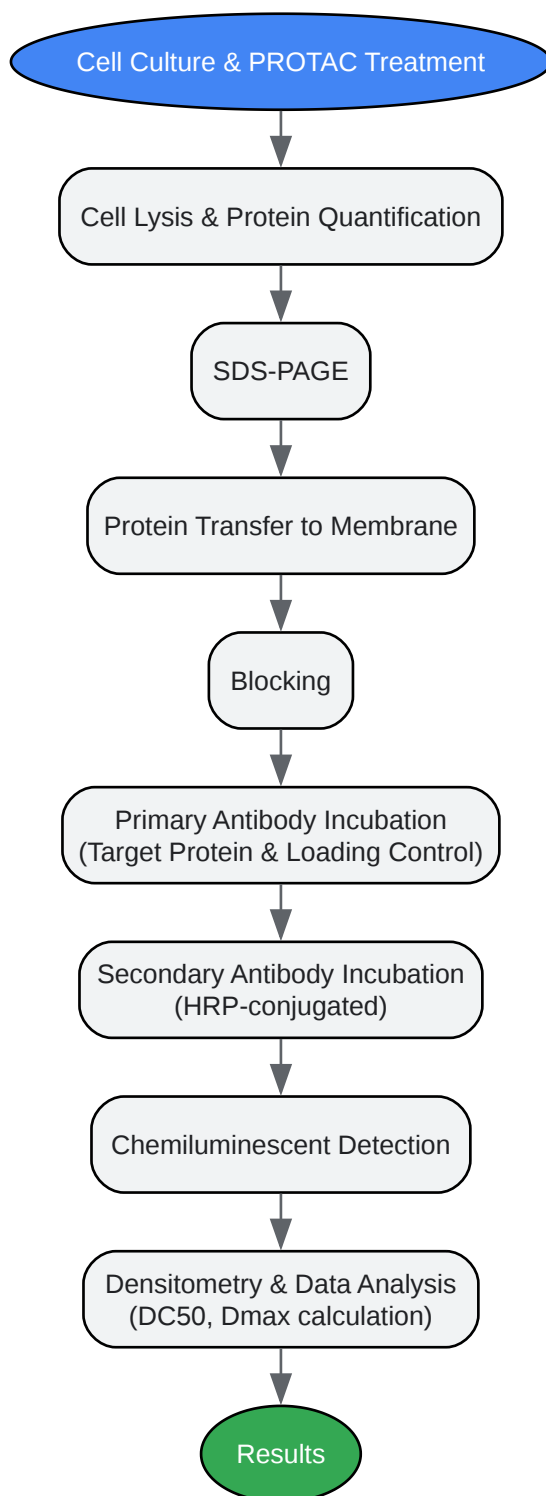 Cell Culture & PROTAC Treatment
Cell Lysis & Protein Quantification
SDS-PAGE
Protein Transfer to Membrane
Blocking
Primary Antibody Incubation
(Target Protein & Loading Control)
Secondary Antibody Incubation
(HRP-conjugated)
Chemiluminescent Detection
Densitometry & Data Analysis
(DC50, Dmax calculation)
Results